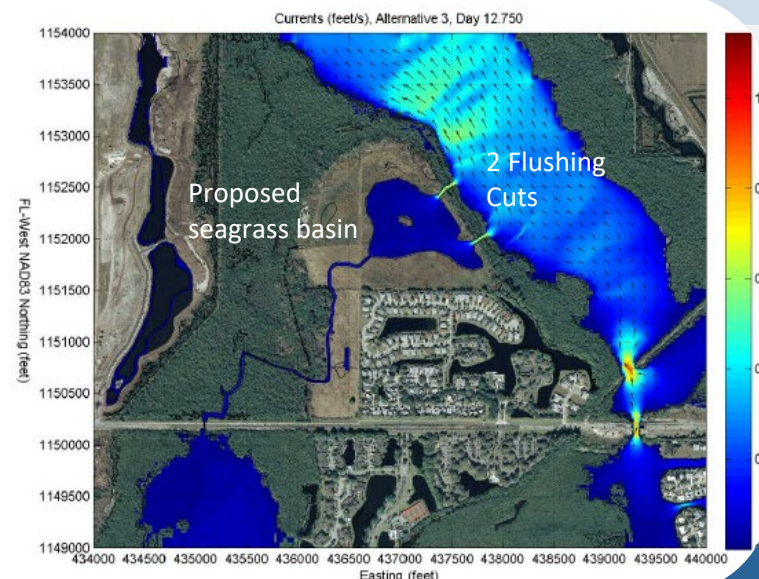 Currents (feet/s), Alternative 3, Day 12.750
1154000
1153500
1153000
1152500
1152000
1151500
1151000
1150500
1150000
1149500
1149000
FL-West NAD83 Northing (feet)
Proposed
seagrass basin
2 Flushing
Cuts
434000 434500 435000 435500 436000 436500 437000 437500 438000 438500 439000 439500 440000
Easting (feet)